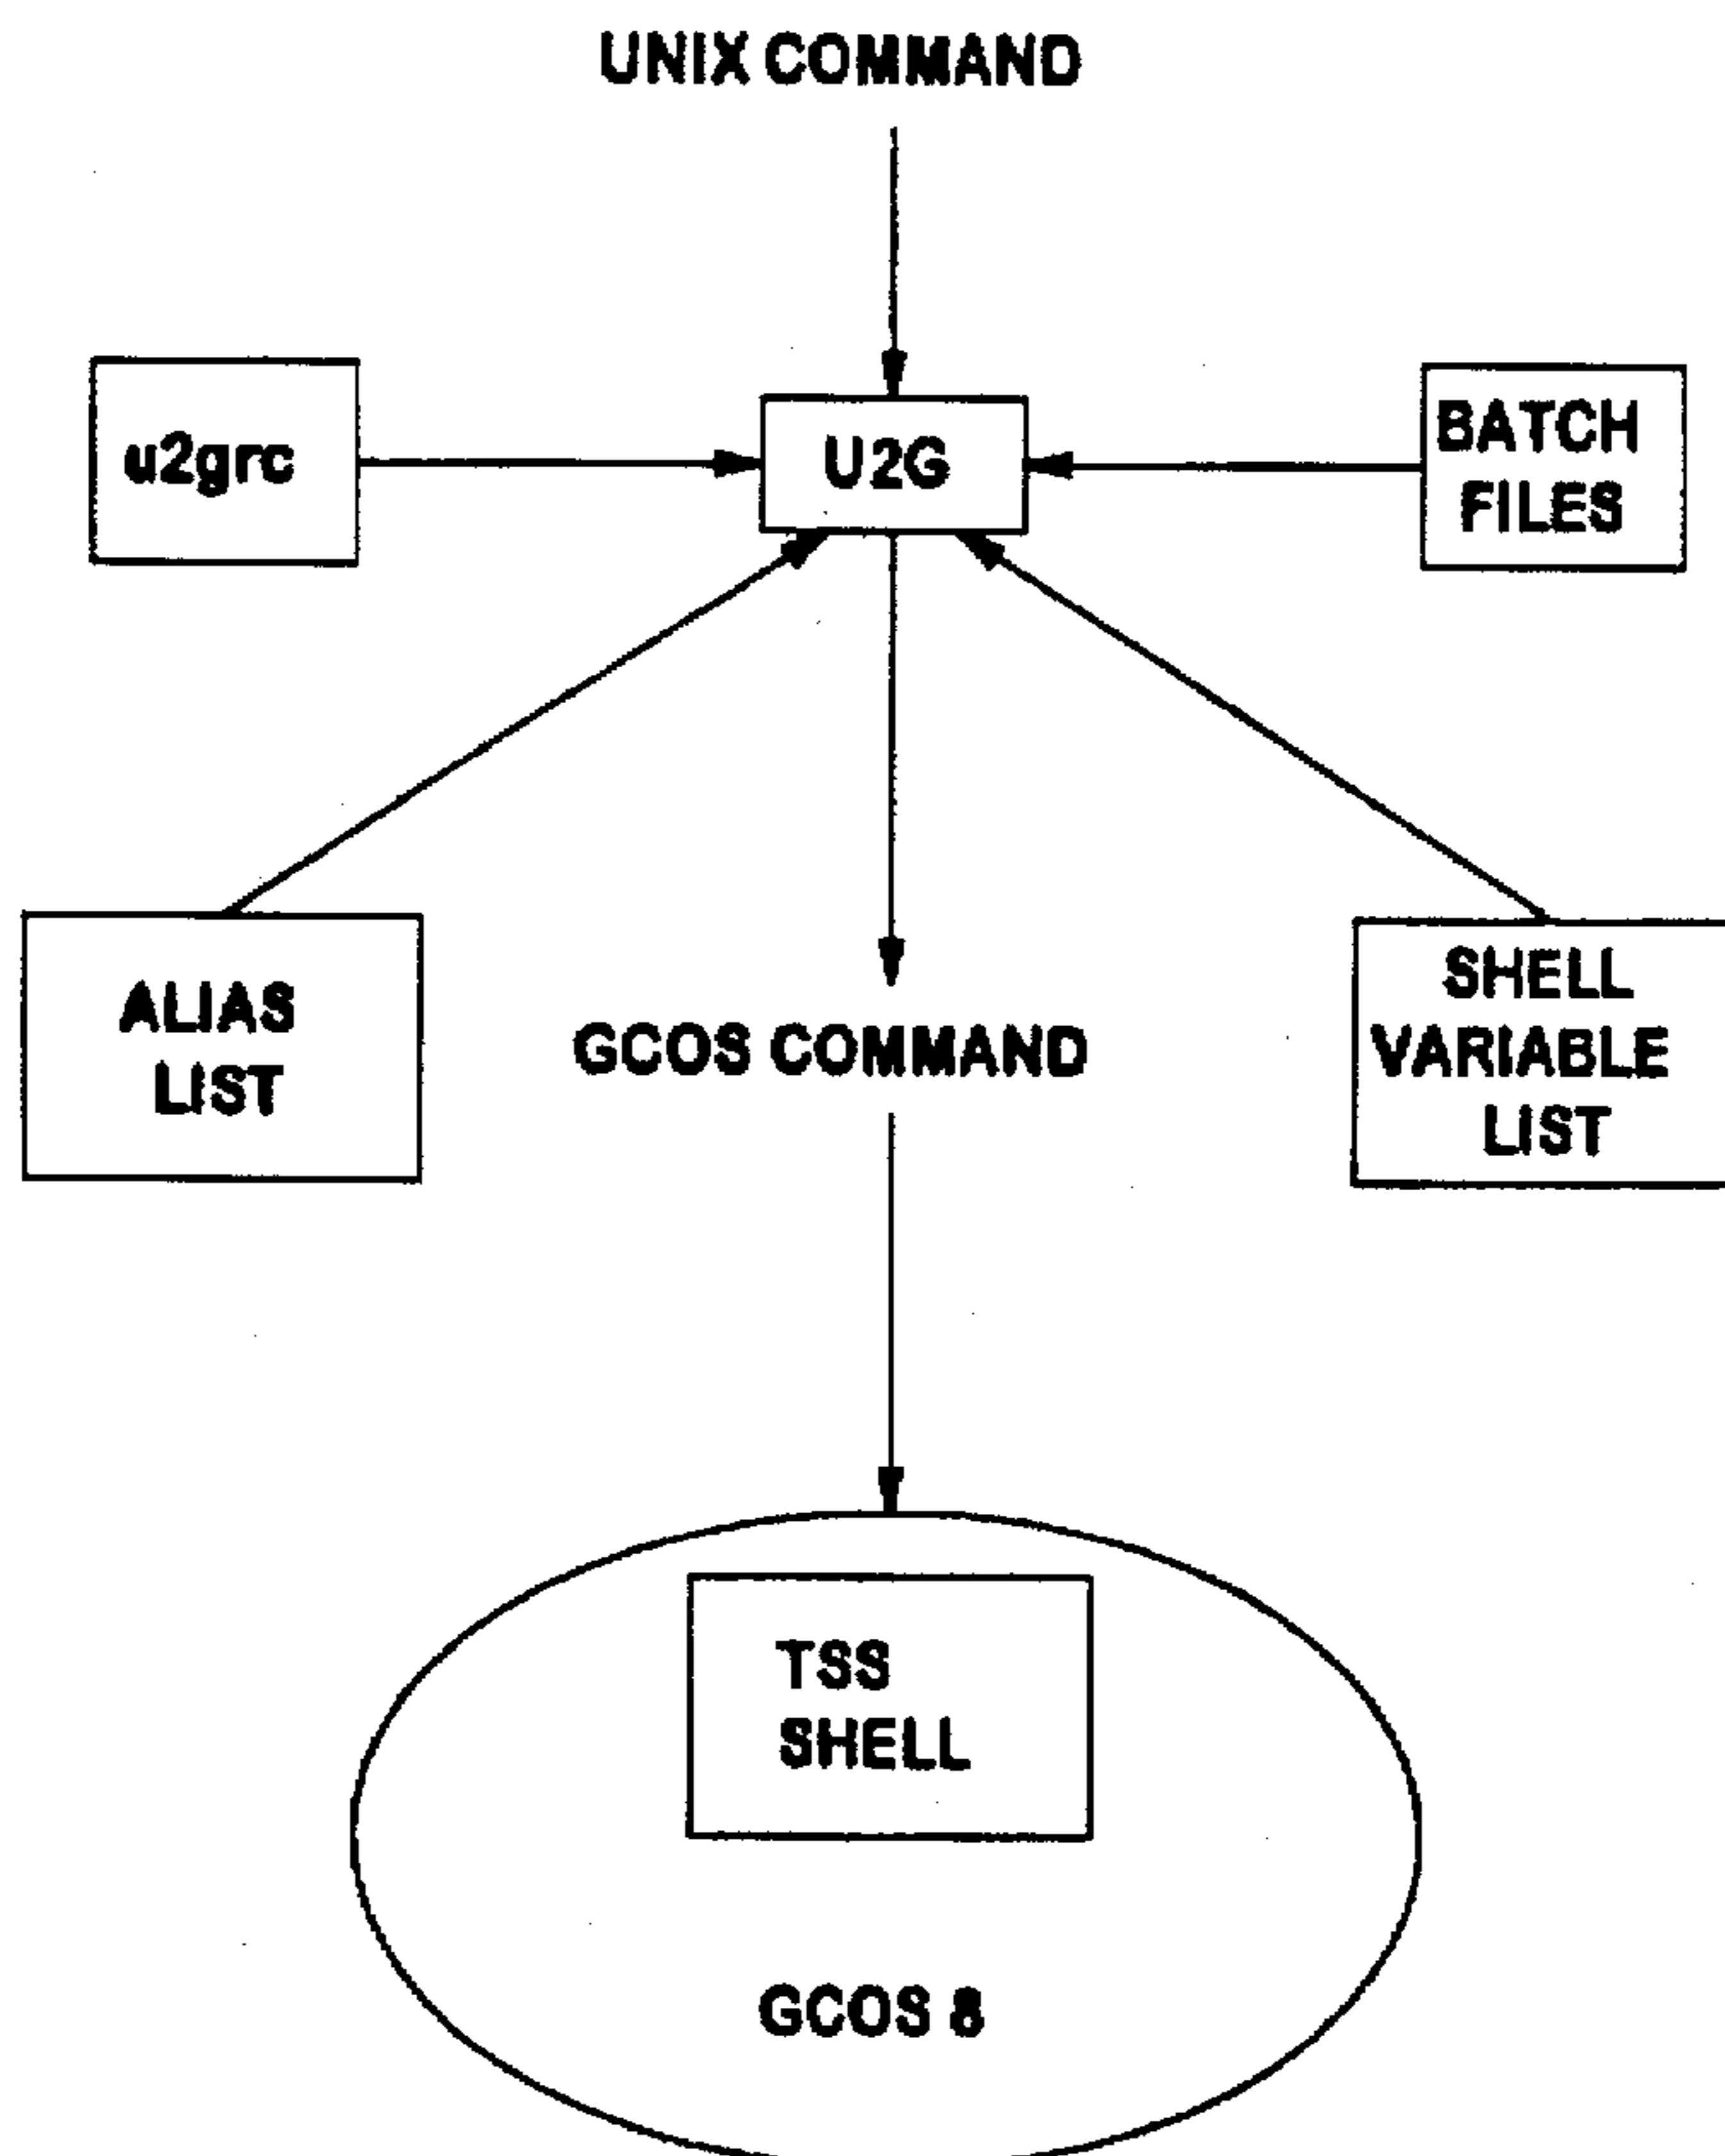 UNIX COMMAND
u2grc
U2G
BATCH
FILES
ALIAS
LIST
GCOS COMMAND
SHELL
VARIABLE
LIST
TSS
SHELL
GCOS 8